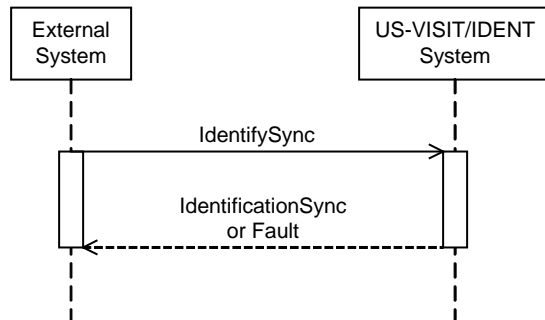 External
System
US-VISIT/IDENT
System
IdentifySync
IdentificationSync
or Fault